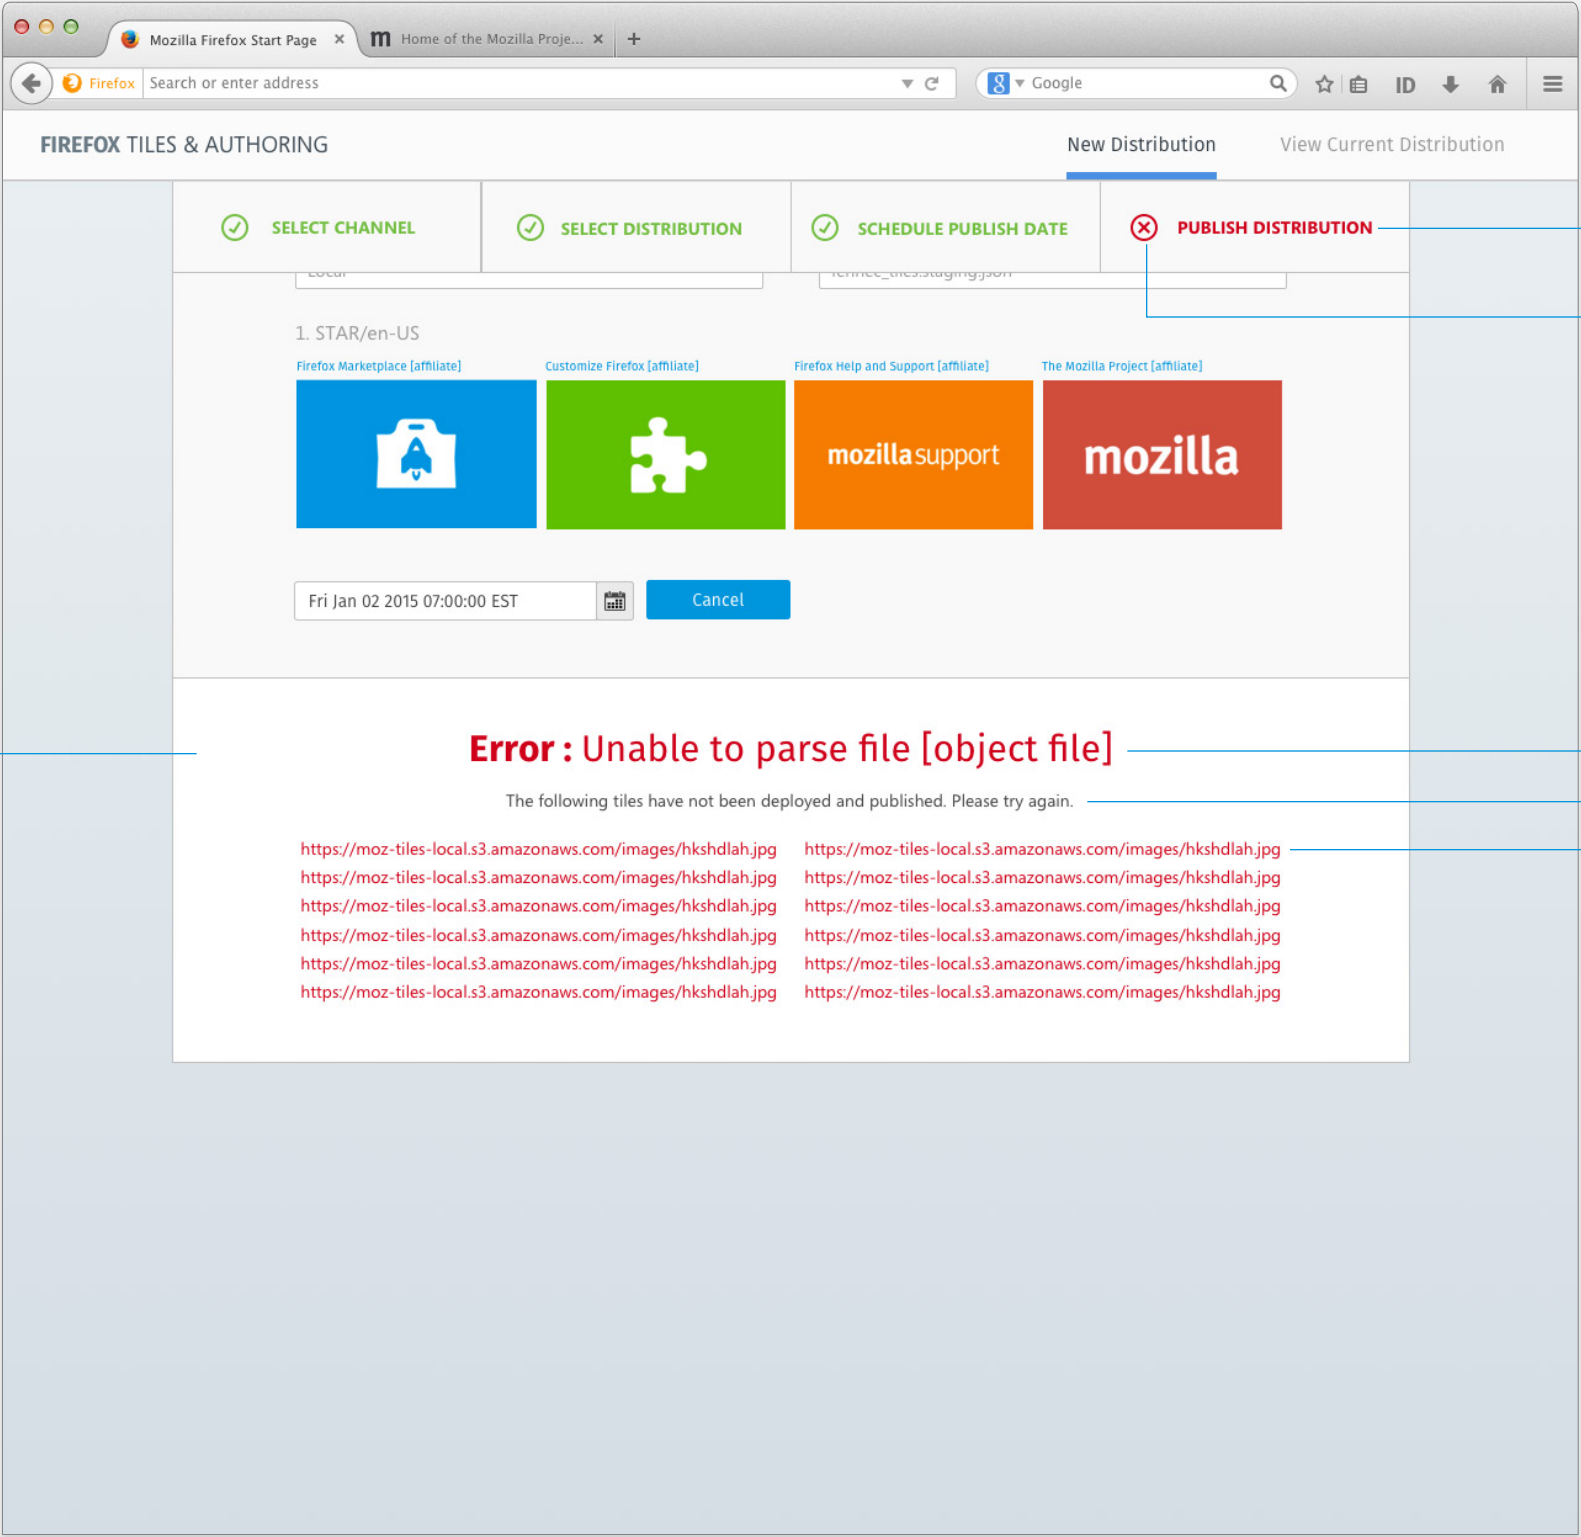 Mozilla Firefox Start Page
Home of the Mozilla Proje...
Firefox
Search or enter address
Google
ID
FIREFOX TILES & AUTHORING
New Distribution
View Current Distribution
SELECT CHANNEL
SELECT DISTRIBUTION
SCHEDULE PUBLISH DATE
PUBLISH DISTRIBUTION
Local
fennec_tiles.staging.json
1. STAR/en-US
Firefox Marketplace [affiliate]
Customize Firefox [affiliate]
Firefox Help and Support [affiliate]
The Mozilla Project [affiliate]
mozilla support
mozilla
Fri Jan 02 2015 07:00:00 EST
Cancel
Error : Unable to parse file [object file]
The following tiles have not been deployed and published. Please try again.
https://moz-tiles-local.s3.amazonaws.com/images/hkshdlah.jpg https://moz-tiles-local.s3.amazonaws.com/images/hkshdlah.jpg
https://moz-tiles-local.s3.amazonaws.com/images/hkshdlah.jpg https://moz-tiles-local.s3.amazonaws.com/images/hkshdlah.jpg
https://moz-tiles-local.s3.amazonaws.com/images/hkshdlah.jpg https://moz-tiles-local.s3.amazonaws.com/images/hkshdlah.jpg
https://moz-tiles-local.s3.amazonaws.com/images/hkshdlah.jpg https://moz-tiles-local.s3.amazonaws.com/images/hkshdlah.jpg
https://moz-tiles-local.s3.amazonaws.com/images/hkshdlah.jpg https://moz-tiles-local.s3.amazonaws.com/images/hkshdlah.jpg
https://moz-tiles-local.s3.amazonaws.com/images/hkshdlah.jpg https://moz-tiles-local.s3.amazonaws.com/images/hkshdlah.jpg